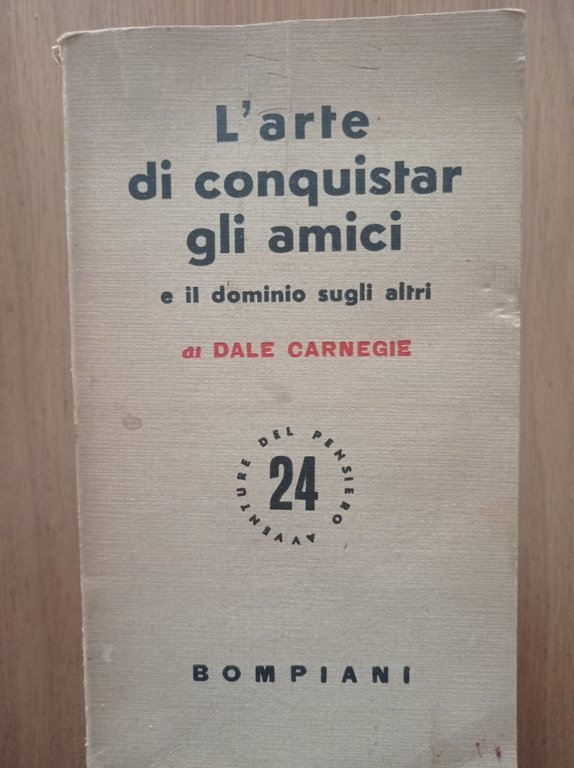 L'arte
di conquistar
gli amici
e il dominio sugli altri
di DALE CARNEGIE
AVVENTURE DEL PENSIERO
24
BOMPIANI